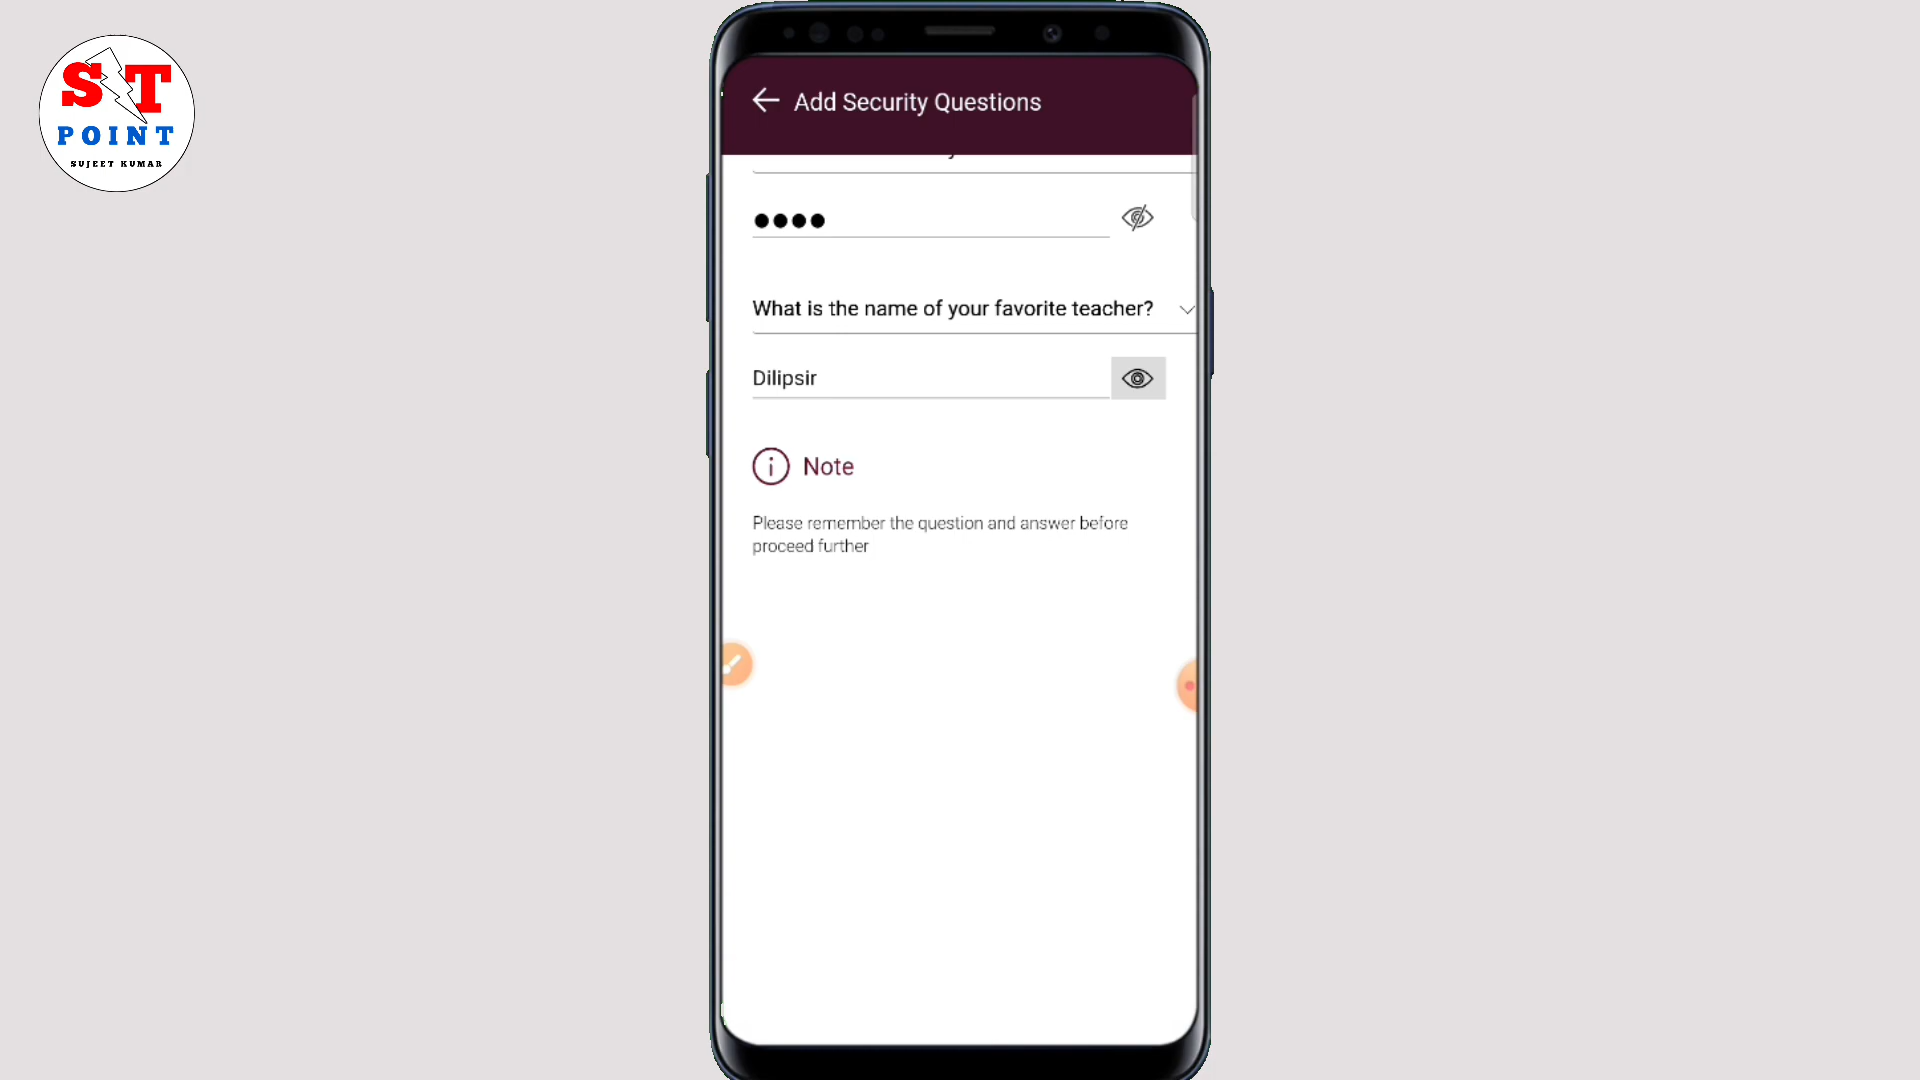 ST
POINT
SUJEET KUMAR
Add Security Questions
What is the name of your favorite teacher?
Dilipsir
Note
Please remember the question and answer before
proceed further